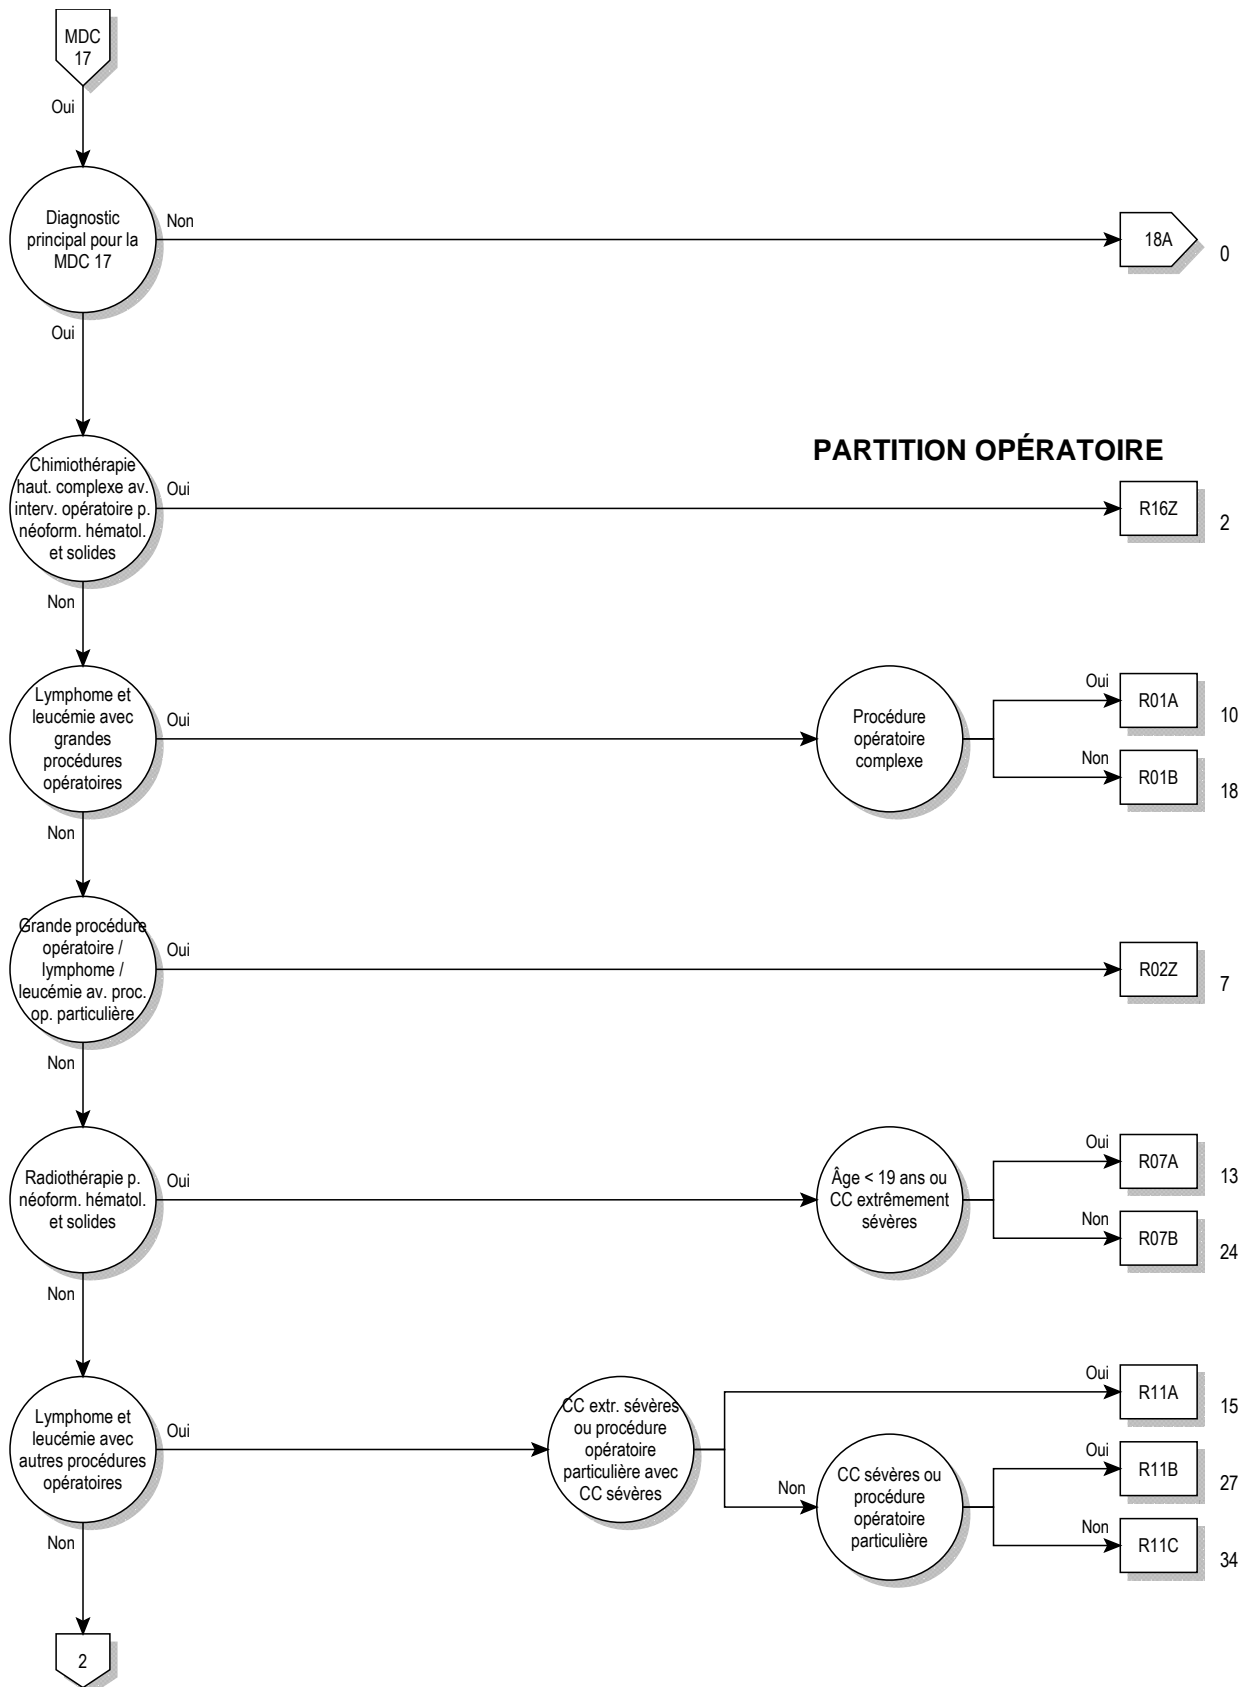 MDC
17
Oui
Diagnostic
principal pour la
MDC 17
Non
18A
0
Oui
PARTITION OPÉRATOIRE
Chimiothérapie
haut. complexe av.
interv. opératoire p.
néoform. hématol.
et solides
Oui
R16Z
2
Non
Lymphome et
leucémie avec
grandes
procédures
opératoires
Oui
Procédure
opératoire
complexe
Oui
R01A
10
Non
R01B
18
Non
Grande procédure
opératoire /
lymphome /
leucémie av. proc.
op. particulière
Oui
R02Z
7
Non
Radiothérapie p.
néoform. hématol.
et solides
Oui
Âge < 19 ans ou
CC extrêmement
sévères
Oui
R07A
13
Non
R07B
24
Non
Lymphome et
leucémie avec
autres procédures
opératoires
Oui
CC extr. sévères
ou procédure
opératoire
particulière avec
CC sévères
Oui
R11A
15
Non
CC sévères ou
procédure
opératoire
particulière
Oui
R11B
27
Non
R11C
34
Non
2